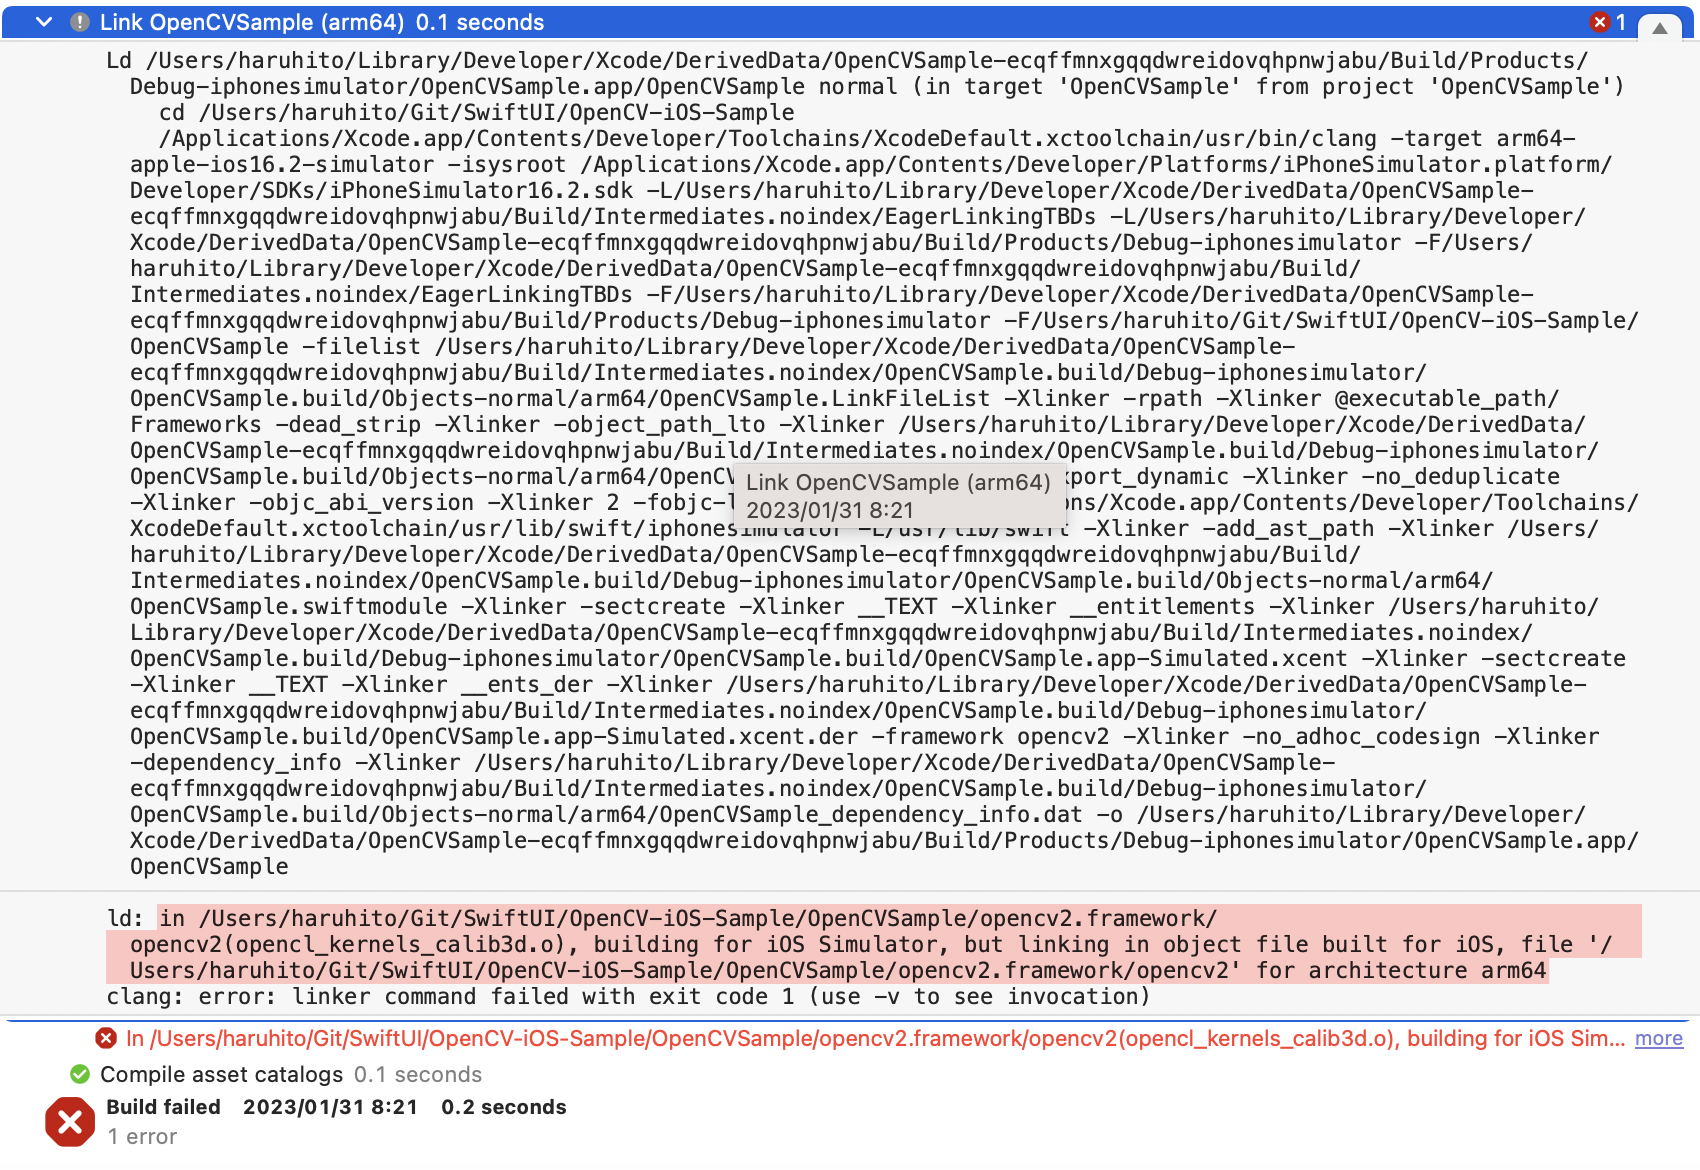 Link OpenCVSample (arm64) 0.1 seconds 1
Ld /Users/haruhito/Library/Developer/Xcode/DerivedData/OpenCVSample-ecqffmnxgqqdwreidovqhpnwjabu/Build/Products/
Debug-iphonesimulator/OpenCVSample.app/OpenCVSample normal (in target 'OpenCVSample' from project 'OpenCVSample')
cd /Users/haruhito/Git/SwiftUI/OpenCV-iOS-Sample
/Applications/Xcode.app/Contents/Developer/Toolchains/XcodeDefault.xctoolchain/usr/bin/clang -target arm64-
apple-ios16.2-simulator -isysroot /Applications/Xcode.app/Contents/Developer/Platforms/iPhoneSimulator.platform/
Developer/SDKs/iPhoneSimulator16.2.sdk -L/Users/haruhito/Library/Developer/Xcode/DerivedData/OpenCVSample-
ecqffmnxgqqdwreidovqhpnwjabu/Build/Intermediates.noindex/EagerLinkingTBDs -L/Users/haruhito/Library/Developer/
Xcode/DerivedData/OpenCVSample-ecqffmnxgqqdwreidovqhpnwjabu/Build/Products/Debug-iphonesimulator -F/Users/
haruhito/Library/Developer/Xcode/DerivedData/OpenCVSample-ecqffmnxgqqdwreidovqhpnwjabu/Build/
Intermediates.noindex/EagerLinkingTBDs -F/Users/haruhito/Library/Developer/Xcode/DerivedData/OpenCVSample-
ecqffmnxgqqdwreidovqhpnwjabu/Build/Products/Debug-iphonesimulator -F/Users/haruhito/Git/SwiftUI/OpenCV-iOS-Sample/
OpenCVSample -filelist /Users/haruhito/Library/Developer/Xcode/DerivedData/OpenCVSample-
ecqffmnxgqqdwreidovqhpnwjabu/Build/Intermediates.noindex/OpenCVSample.build/Debug-iphonesimulator/
OpenCVSample.build/Objects-normal/arm64/OpenCVSample.LinkFileList -Xlinker -rpath -Xlinker @executable_path/
Frameworks -dead_strip -Xlinker -object_path_lto -Xlinker /Users/haruhito/Library/Developer/Xcode/DerivedData/
OpenCVSample-ecqffmnxgqqdwreidovqhpnwjabu/Build/Intermediates.noindex/OpenCVSample.build/Debug-iphonesimulator/
OpenCVSample.build/Objects-normal/arm64/OpenCV xport_dynamic -Xlinker -no_deduplicate
-Xlinker -objc_abi_version -Xlinker 2 -fobjc-l ns/Xcode.app/Contents/Developer/Toolchains/
Link OpenCVSample (arm64)
2023/01/31 8:21
XcodeDefault.xctoolchain/usr/lib/swift/iphonesimulator -L/usr/lib/swift -Xlinker -add_ast_path -Xlinker /Users/
haruhito/Library/Developer/Xcode/DerivedData/OpenCVSample-ecqffmnxgqqdwreidovqhpnwjabu/Build/
Intermediates.noindex/OpenCVSample.build/Debug-iphonesimulator/OpenCVSample.build/Objects-normal/arm64/
OpenCVSample.swiftmodule -Xlinker -sectcreate -Xlinker __TEXT -Xlinker __entitlements -Xlinker /Users/haruhito/
Library/Developer/Xcode/DerivedData/OpenCVSample-ecqffmnxgqqdwreidovqhpnwjabu/Build/Intermediates.noindex/
OpenCVSample.build/Debug-iphonesimulator/OpenCVSample.build/OpenCVSample.app-Simulated.xcent -Xlinker -sectcreate
-Xlinker __TEXT -Xlinker __ents_der -Xlinker /Users/haruhito/Library/Developer/Xcode/DerivedData/OpenCVSample-
ecqffmnxgqqdwreidovqhpnwjabu/Build/Intermediates.noindex/OpenCVSample.build/Debug-iphonesimulator/
OpenCVSample.build/OpenCVSample.app-Simulated.xcent.der -framework opencv2 -Xlinker -no_adhoc_codesign -Xlinker
-dependency_info -Xlinker /Users/haruhito/Library/Developer/Xcode/DerivedData/OpenCVSample-
ecqffmnxgqqdwreidovqhpnwjabu/Build/Intermediates.noindex/OpenCVSample.build/Debug-iphonesimulator/
OpenCVSample.build/Objects-normal/arm64/OpenCVSample_dependency_info.dat -o /Users/haruhito/Library/Developer/
Xcode/DerivedData/OpenCVSample-ecqffmnxgqqdwreidovqhpnwjabu/Build/Products/Debug-iphonesimulator/OpenCVSample.app/
OpenCVSample
ld: in /Users/haruhito/Git/SwiftUI/OpenCV-iOS-Sample/OpenCVSample/opencv2.framework/
opencv2(opencl_kernels_calib3d.o), building for iOS Simulator, but linking in object file built for iOS, file '/
Users/haruhito/Git/SwiftUI/OpenCV-iOS-Sample/OpenCVSample/opencv2.framework/opencv2' for architecture arm64
clang: error: linker command failed with exit code 1 (use -v to see invocation)
In /Users/haruhito/Git/SwiftUI/OpenCV-iOS-Sample/OpenCVSample/opencv2.framework/opencv2(opencl_kernels_calib3d.o), building for iOS Sim... more
Compile asset catalogs 0.1 seconds
Build failed 2023/01/31 8:21 0.2 seconds
1 error